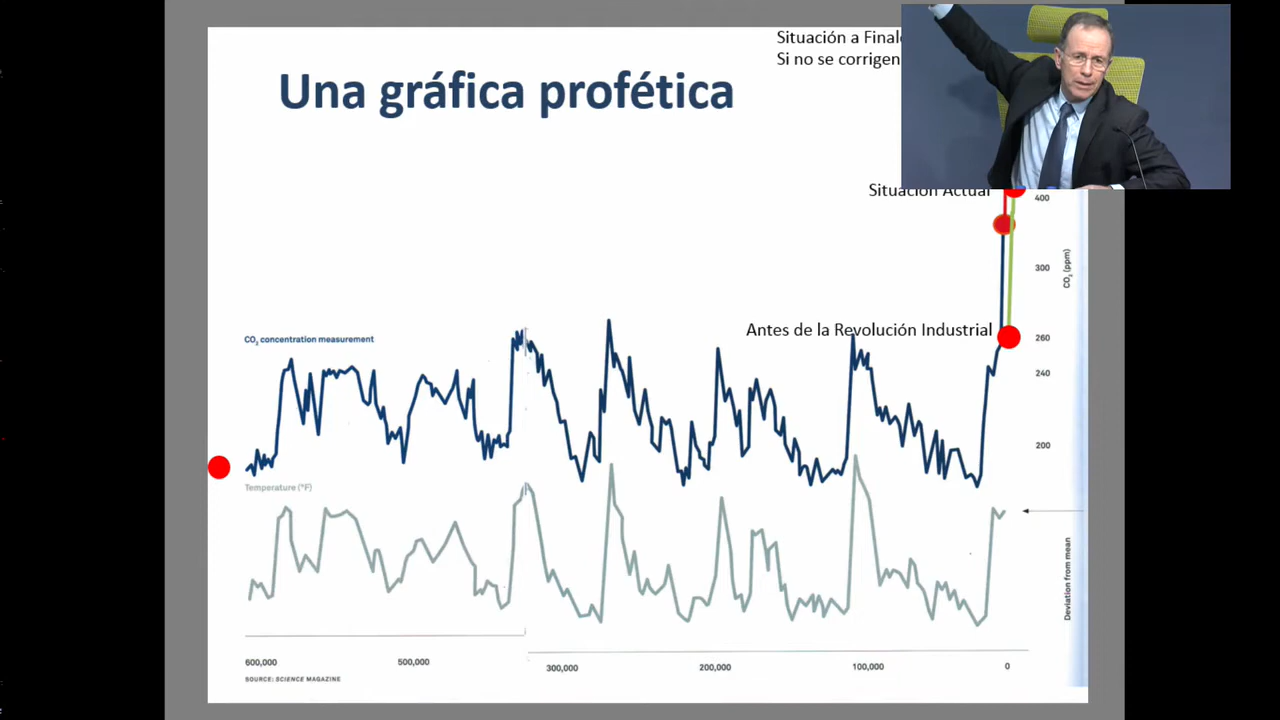 Situación a
Si no se corrigen
Una gráfica profética
Situación Actual
400
300
CO₂ (ppm)
Antes de la Revolución Industrial
260
CO₂ concentration measurement
240
200
Temperature (°F)
Deviation from mean
600,000
500,000
300,000
200,000
100,000
0
SOURCE: SCIENCE MAGAZINE